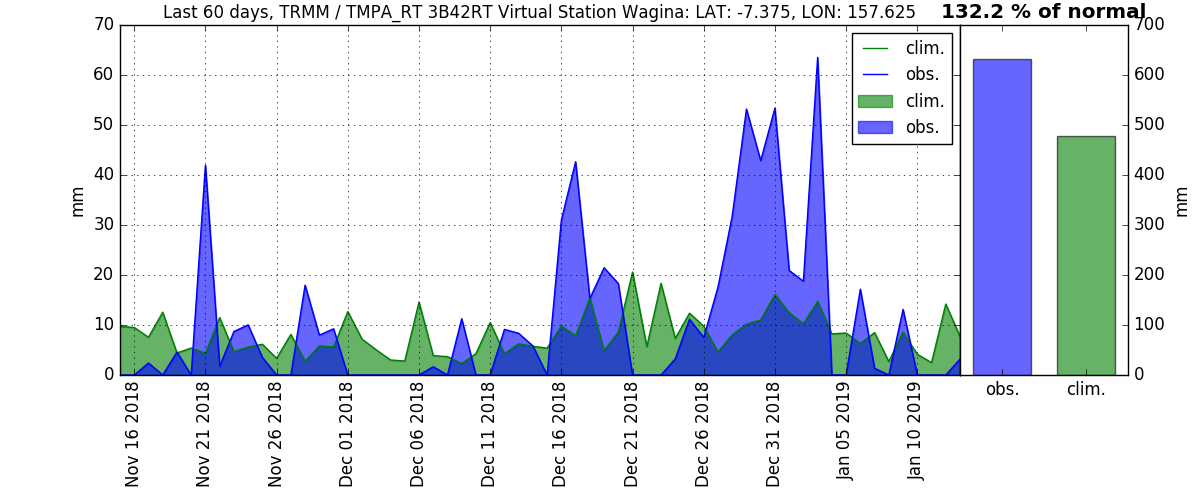 Last 60 days, TRMM / TMPA_RT 3B42RT Virtual Station Wagina: LAT: -7.375, LON: 157.625
132.2 % of normal
70
60
50
40
30
20
10
0
mm
clim.
obs.
clim.
obs.
Nov 16 2018
Nov 21 2018
Nov 26 2018
Dec 01 2018
Dec 06 2018
Dec 11 2018
Dec 16 2018
Dec 21 2018
Dec 26 2018
Dec 31 2018
Jan 05 2019
Jan 10 2019
700
600
500
400
300
200
100
0
mm
obs.
clim.